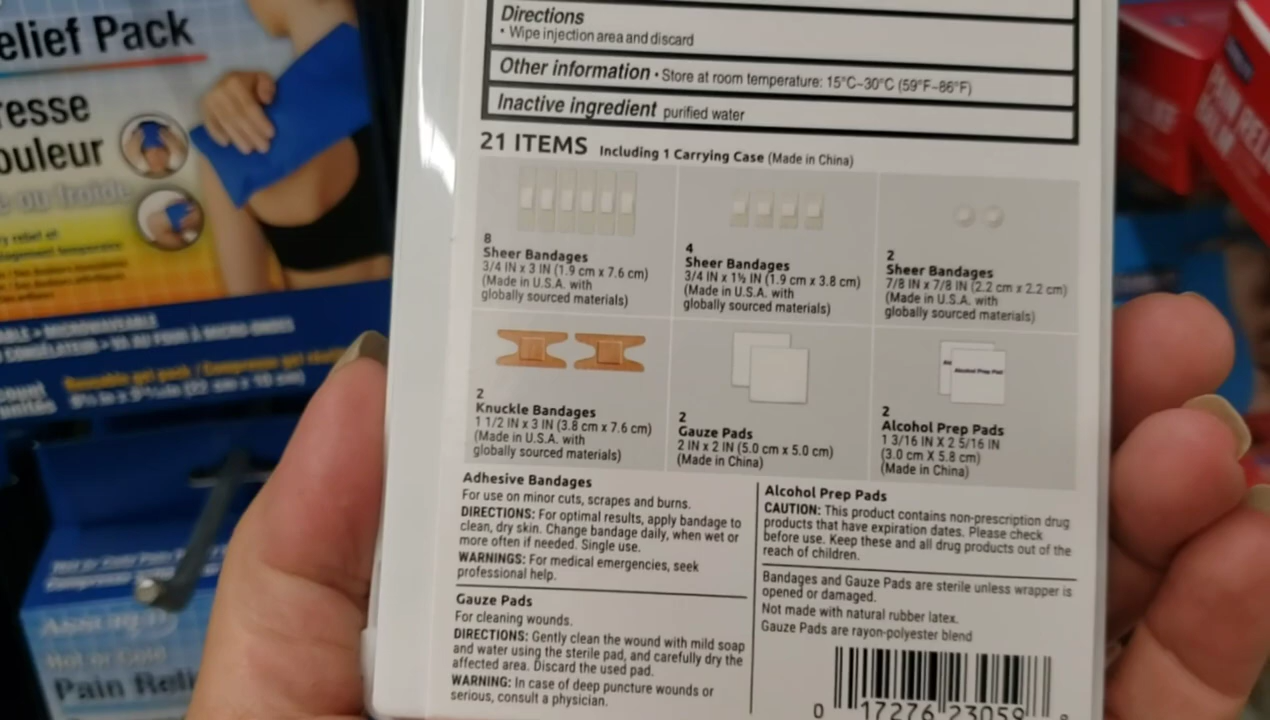 elief Pack
resse
ouleur
Directions
• Wipe injection area and discard
Other information • Store at room temperature: 15°C–30°C (59°F–86°F)
Inactive ingredient purified water
21 ITEMS Including 1 Carrying Case (Made in China)
8
Sheer Bandages
3/4 IN x 3 IN (1.9 cm x 7.6 cm)
(Made in U.S.A. with
globally sourced materials)
4
Sheer Bandages
3/4 IN x 1½ IN (1.9 cm x 3.8 cm)
(Made in U.S.A. with
globally sourced materials)
2
Sheer Bandages
7/8 IN x 7/8 IN (2.2 cm x 2.2 cm)
(Made in U.S.A. with
globally sourced materials)
2
Knuckle Bandages
1 1/2 IN x 3 IN (3.8 cm x 7.6 cm)
(Made in U.S.A. with
globally sourced materials)
2
Gauze Pads
2 IN x 2 IN (5.0 cm x 5.0 cm)
(Made in China)
Alcohol Prep Pad
2
Alcohol Prep Pads
1 3/16 IN X 2 5/16 IN
(3.0 cm X 5.8 cm)
(Made in China)
Adhesive Bandages
For use on minor cuts, scrapes and burns.
DIRECTIONS: For optimal results, apply bandage to
clean, dry skin. Change bandage daily, when wet or
more often if needed. Single use.
WARNINGS: For medical emergencies, seek
professional help.
Gauze Pads
For cleaning wounds.
DIRECTIONS: Gently clean the wound with mild soap
and water using the sterile pad, and carefully dry the
affected area. Discard the used pad.
WARNING: In case of deep puncture wounds or
serious, consult a physician.
Alcohol Prep Pads
CAUTION: This product contains non-prescription drug
products that have expiration dates. Please check
before use. Keep these and all drug products out of the
reach of children.
Bandages and Gauze Pads are sterile unless wrapper is
opened or damaged.
Not made with natural rubber latex.
Gauze Pads are rayon-polyester blend
0 17276 23059
Hot or Cold
Pain Reli